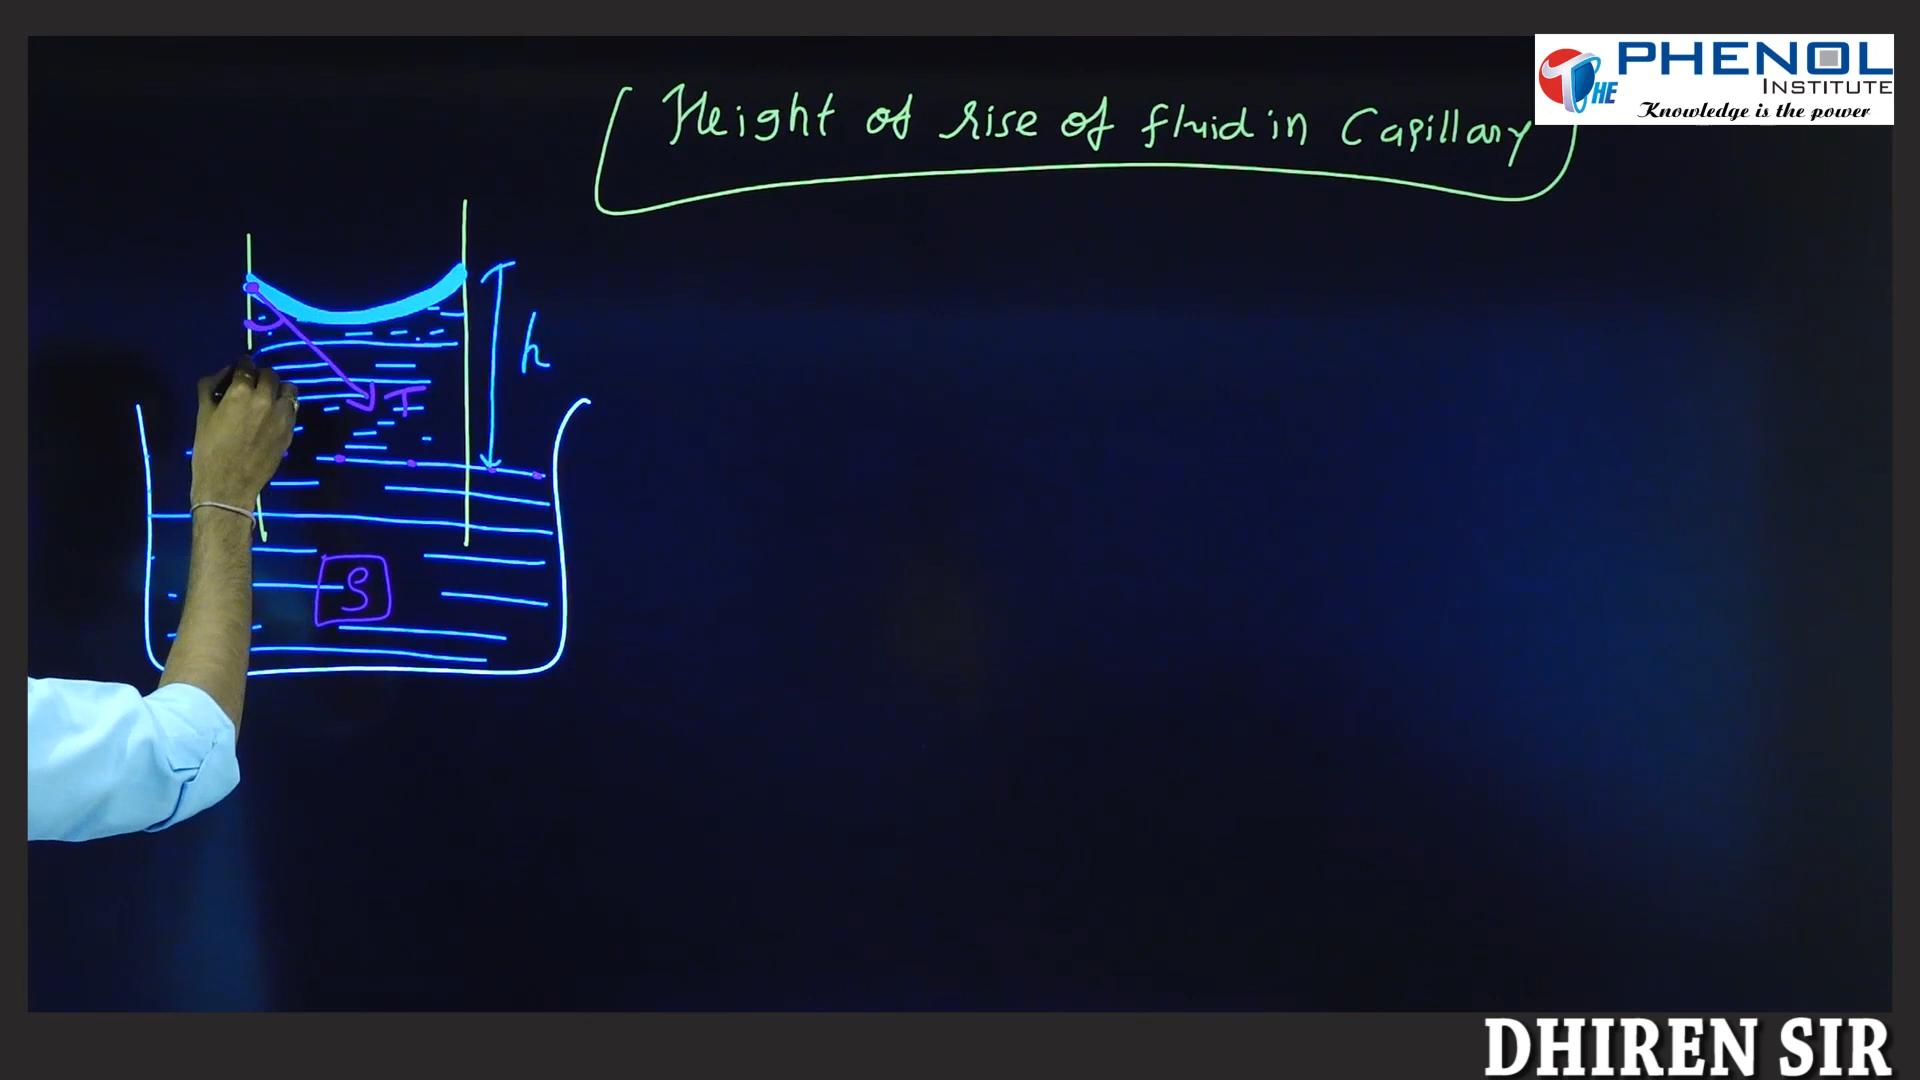 THE PHENOL
INSTITUTE
Knowledge is the power
Height of rise of fluid in Capillary
h
T
ρ
DHIREN SIR